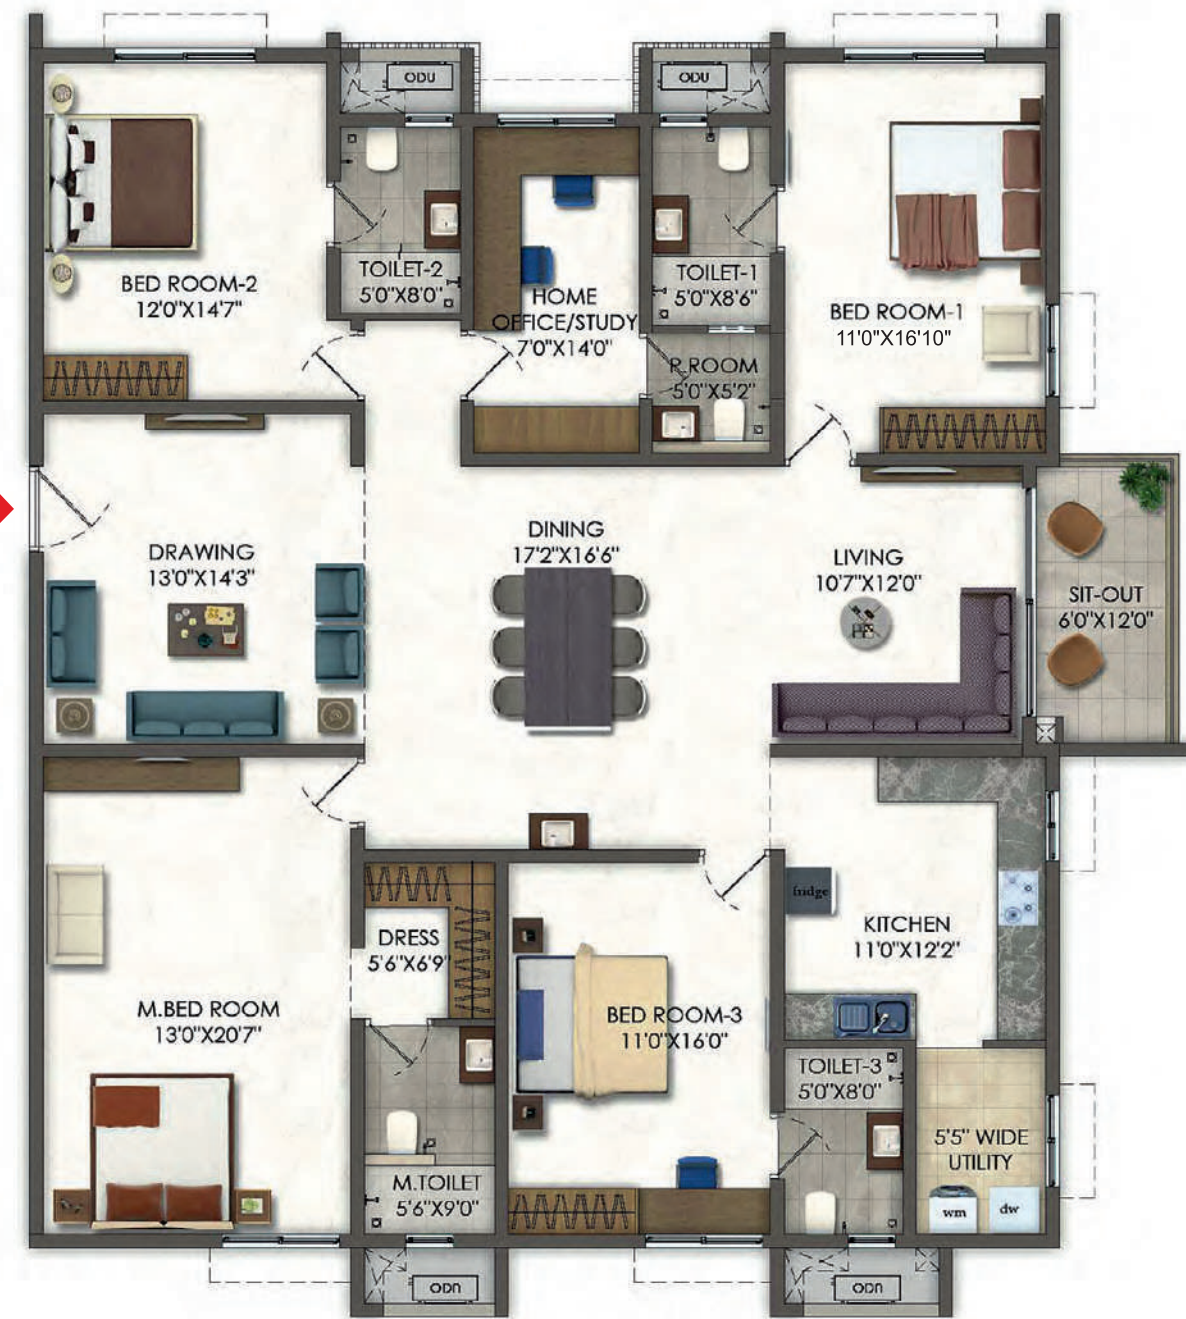 ODU
ODU
BED ROOM-2
12'0"X14'7"
TOILET-2
5'0"X8'0"
HOME
OFFICE/STUDY
7'0"X14'0"
TOILET-1
5'0"X8'6"
BED ROOM-1
11'0"X16'10"
P.ROOM
5'0"X5'2"
DRAWING
13'0"X14'3"
DINING
17'2"X16'6"
LIVING
10'7"X12'0"
SIT-OUT
6'0"X12'0"
fridge
KITCHEN
11'0"X12'2"
DRESS
5'6"X6'9"
M.BED ROOM
13'0"X20'7"
BED ROOM-3
11'0"X16'0"
TOILET-3
5'0"X8'0"
5'5" WIDE
UTILITY
M.TOILET
5'6"X9'0"
wm
dw
ODU
ODU